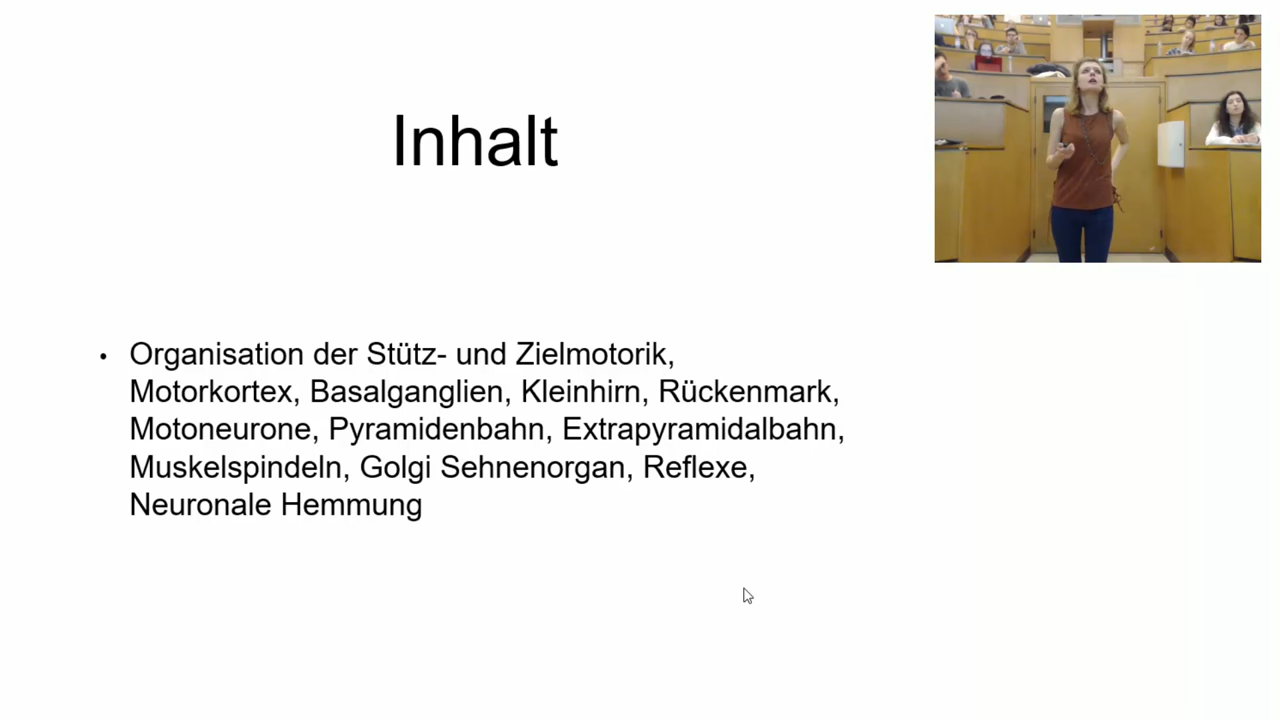 Inhalt
• Organisation der Stütz- und Zielmotorik,
Motorkortex, Basalganglien, Kleinhirn, Rückenmark,
Motoneurone, Pyramidenbahn, Extrapyramidalbahn,
Muskelspindeln, Golgi Sehnenorgan, Reflexe,
Neuronale Hemmung